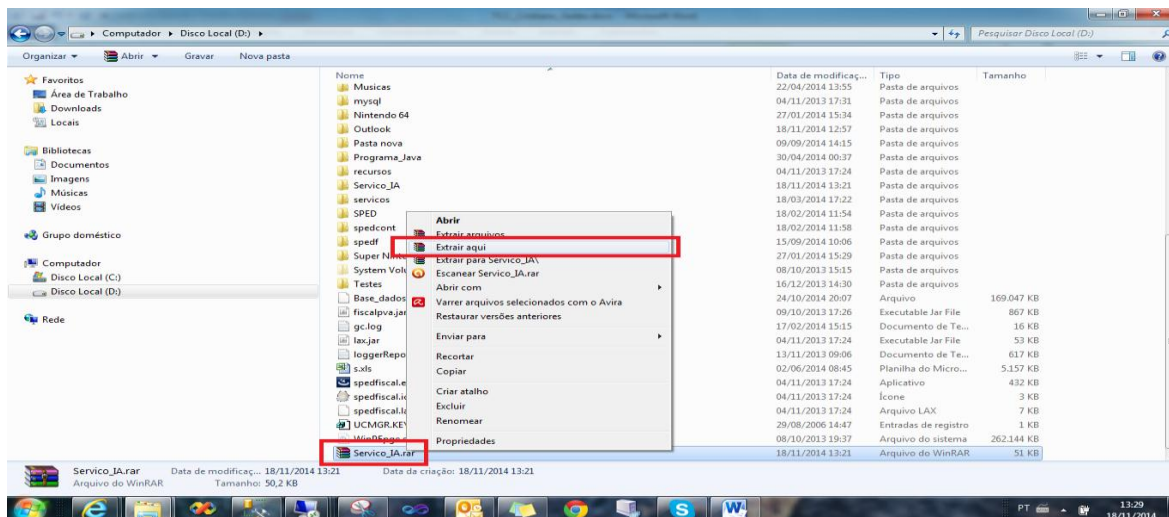 Computador ▸ Disco Local (D:) ▸
Pesquisar Disco Local (D:)
Organizar Abrir Gravar Nova pasta
Favoritos
Área de Trabalho
Downloads
Locais
Bibliotecas
Documentos
Imagens
Músicas
Vídeos
Grupo doméstico
Computador
Disco Local (C:)
Disco Local (D:)
Rede
Nome Data de modificaç... Tipo Tamanho
Musicas 22/04/2014 13:55 Pasta de arquivos
mysql 04/11/2013 17:31 Pasta de arquivos
Nintendo 64 27/01/2014 15:34 Pasta de arquivos
Outlook 18/11/2014 12:57 Pasta de arquivos
Pasta nova 09/09/2014 14:15 Pasta de arquivos
Programa_Java 30/04/2014 00:37 Pasta de arquivos
recursos 04/11/2013 17:24 Pasta de arquivos
Servico_IA 18/11/2014 13:21 Pasta de arquivos
servicos 18/03/2014 17:22 Pasta de arquivos
SPED 18/02/2014 11:54 Pasta de arquivos
spedcont 18/02/2014 11:58 Pasta de arquivos
spedf 15/09/2014 10:06 Pasta de arquivos
Super 27/01/2014 15:29 Pasta de arquivos
System Volu 08/10/2013 15:15 Pasta de arquivos
Testes 16/12/2013 14:30 Pasta de arquivos
Base_dados 24/10/2014 20:07 Arquivo 169.047 KB
fiscalpva.jar 09/10/2013 17:26 Executable Jar File 867 KB
gc.log 17/02/2014 15:15 Documento de Te... 16 KB
lax.jar 04/11/2013 17:24 Executable Jar File 53 KB
loggerRepo 13/11/2013 09:06 Documento de Te... 617 KB
s.xls 02/06/2014 08:45 Planilha do Micro... 5.157 KB
spedfiscal.e 04/11/2013 17:24 Aplicativo 432 KB
spedfiscal.ic 04/11/2013 17:24 Ícone 3 KB
spedfiscal.la 04/11/2013 17:24 Arquivo LAX 7 KB
UCMGR.KEY 29/08/2006 14:47 Entradas de registro 1 KB
08/10/2013 19:37 Arquivo do sistema 262.144 KB
Servico_IA.rar 18/11/2014 13:21 Arquivo do WinRAR 51 KB
Abrir
Extrair arquivos
Extrair aqui
Extrair para Servico_IA\
Escanear Servico_IA.rar
Abrir com
Varrer arquivos selecionados com o Avira
Restaurar versões anteriores
Enviar para
Recortar
Copiar
Criar atalho
Excluir
Renomear
Propriedades
Servico_IA.rar Data de modificaç... 18/11/2014 13:21 Data da criação: 18/11/2014 13:21
Arquivo do WinRAR Tamanho: 50,2 KB
PT 13:29
18/11/2014